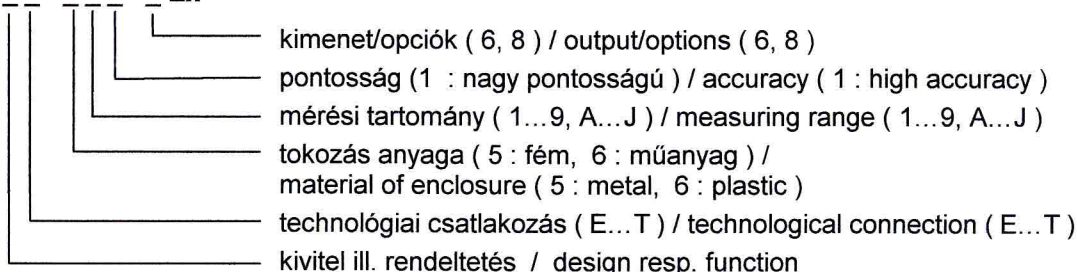 kimenet/opciók ( 6, 8 ) / output/options ( 6, 8 )
pontosság (1 : nagy pontosságú ) / accuracy ( 1 : high accuracy )
mérési tartomány ( 1...9, A...J ) / measuring range ( 1...9, A...J )
tokozás anyaga ( 5 : fém, 6 : műanyag ) /
material of enclosure ( 5 : metal, 6 : plastic )
technológiai csatlakozás ( E...T ) / technological connection ( E...T )
kivitel ill. rendeltetés / design resp. function